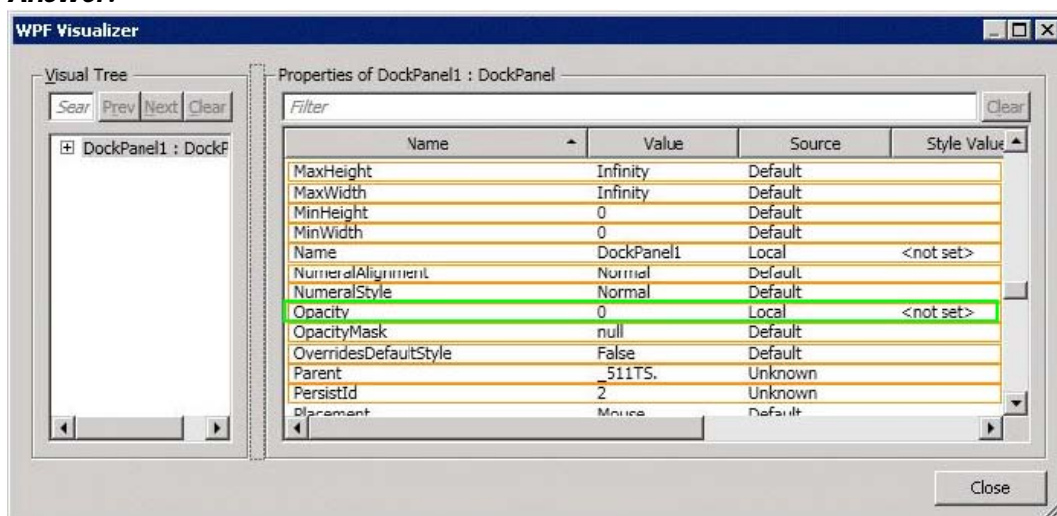 Answer:
WPF Visualizer
Visual Tree
Sear Prev Next Clear
DockPanel1 : DockP
Properties of DockPanel1 : DockPanel
Filter Clear
Name Value Source Style Value
MaxHeight Infinity Default
MaxWidth Infinity Default
MinHeight 0 Default
MinWidth 0 Default
Name DockPanel1 Local <not set>
NumeralAlignment Normal Default
NumeralStyle Normal Default
Opacity 0 Local <not set>
OpacityMask null Default
OverridesDefaultStyle False Default
Parent _511TS. Unknown
PersistId 2 Unknown
Placement Mouse Default
Close